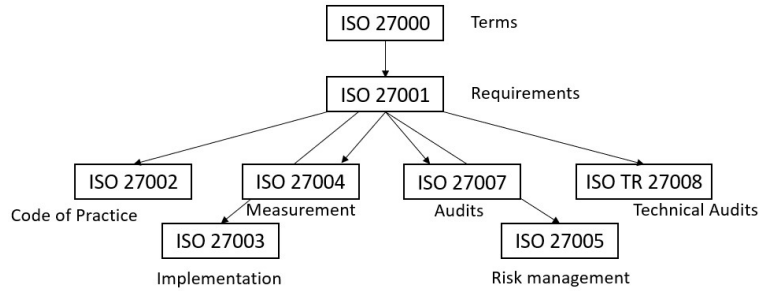 ISO 27000 Terms
ISO 27001 Requirements
ISO 27002 ISO 27004 ISO 27007 ISO TR 27008
Code of Practice Measurement Audits Technical Audits
ISO 27003 ISO 27005
Implementation Risk management